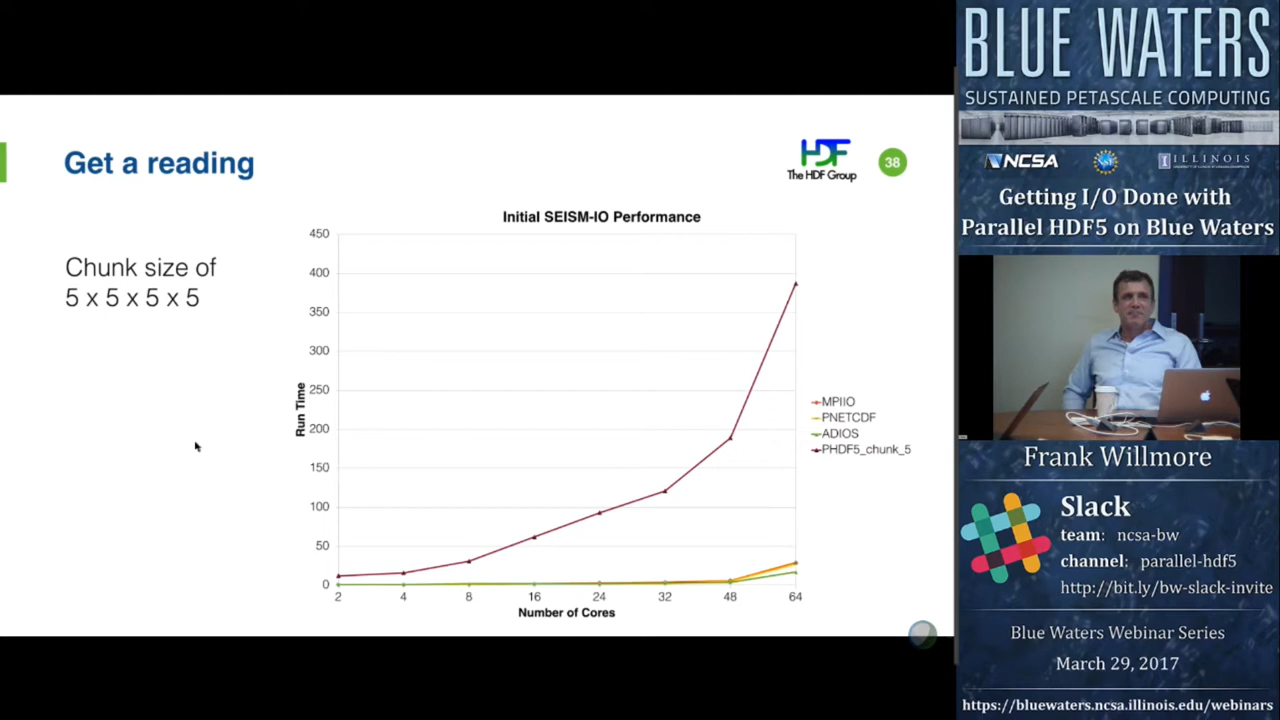 Get a reading
HDF
The HDF Group
38
Initial SEISM-IO Performance
Chunk size of
5 x 5 x 5 x 5
Run Time
450
400
350
300
250
200
150
100
50
0
2 4 8 16 24 32 48 64
Number of Cores
MPIIO
PNETCDF
ADIOS
PHDF5_chunk_5
BLUE WATERS
SUSTAINED PETASCALE COMPUTING
NCSA
ILLINOIS
Getting I/O Done with
Parallel HDF5 on Blue Waters
Frank Willmore
Slack
team: ncsa-bw
channel: parallel-hdf5
http://bit.ly/bw-slack-invite
Blue Waters Webinar Series
March 29, 2017
https://bluewaters.ncsa.illinois.edu/webinars